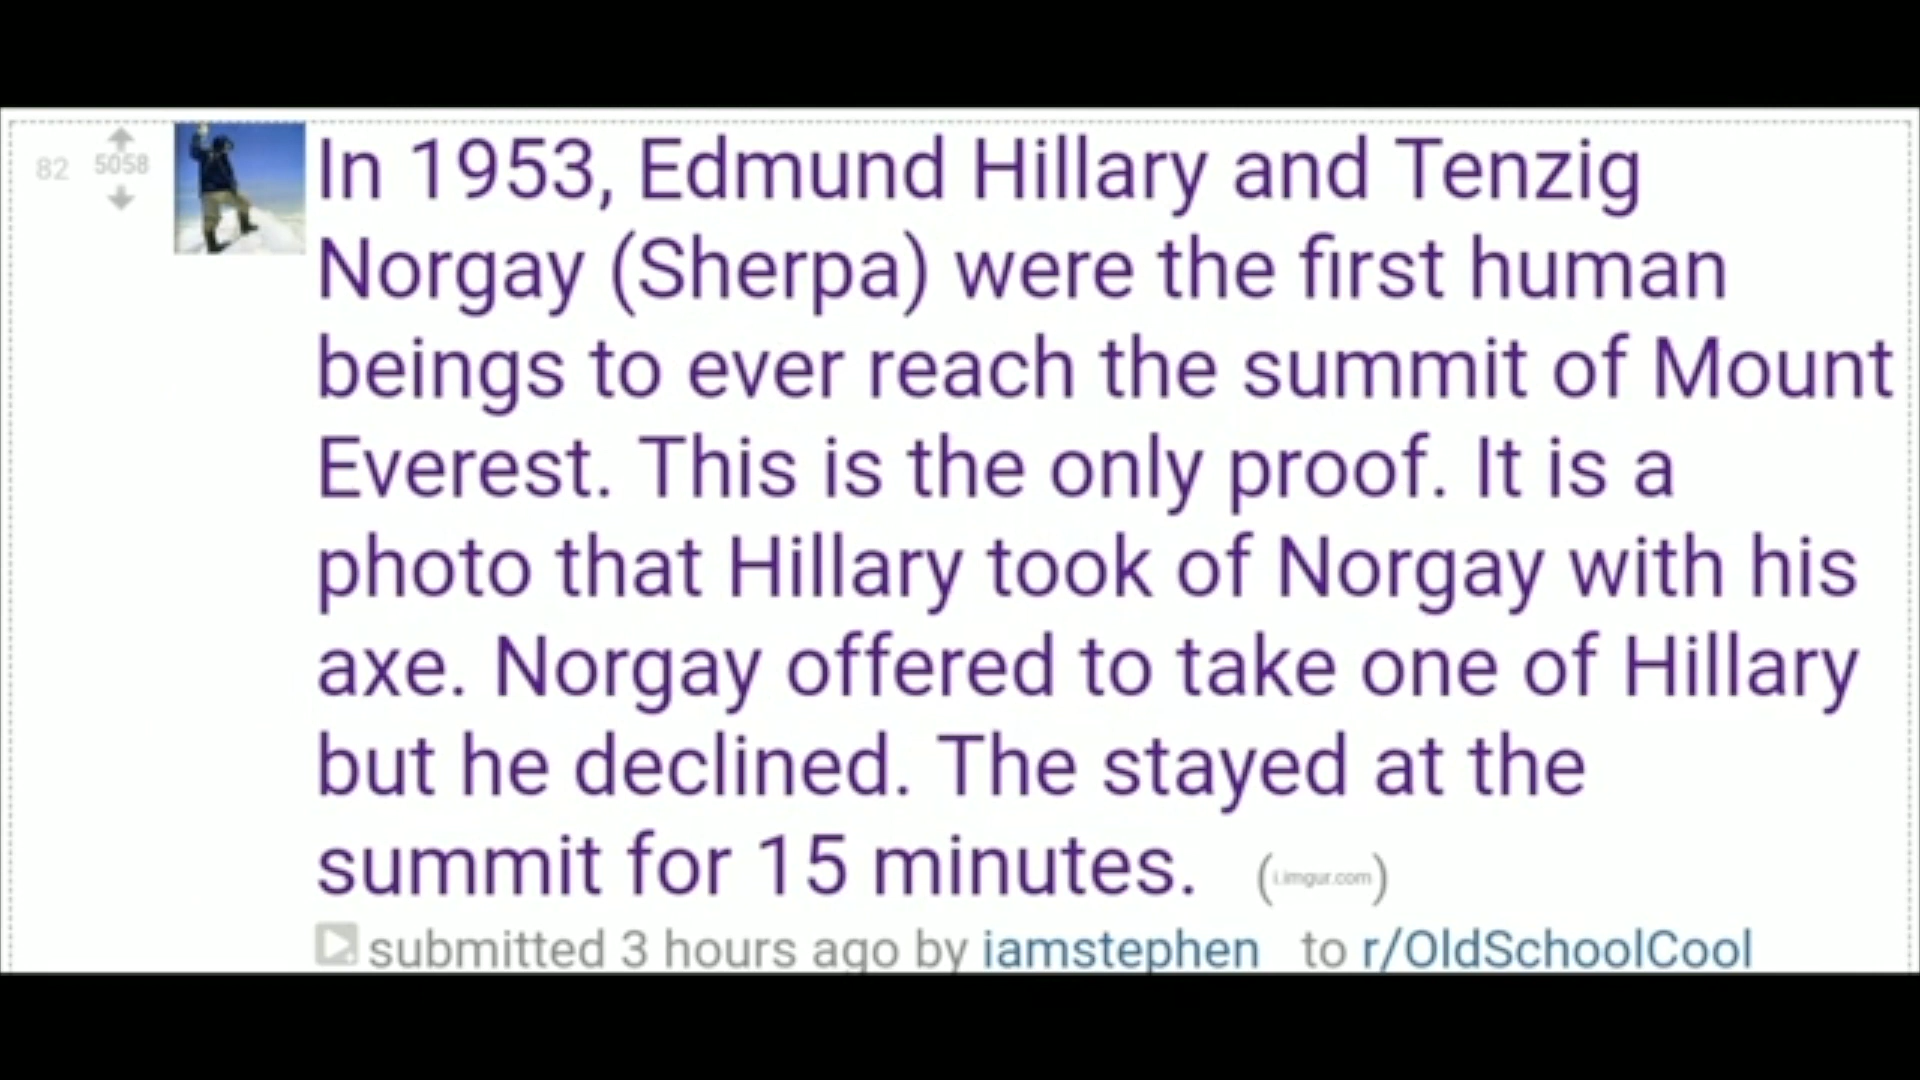 82
5058
In 1953, Edmund Hillary and Tenzig
Norgay (Sherpa) were the first human
beings to ever reach the summit of Mount
Everest. This is the only proof. It is a
photo that Hillary took of Norgay with his
axe. Norgay offered to take one of Hillary
but he declined. The stayed at the
summit for 15 minutes. (i.imgur.com)
submitted 3 hours ago by iamstephen to r/OldSchoolCool